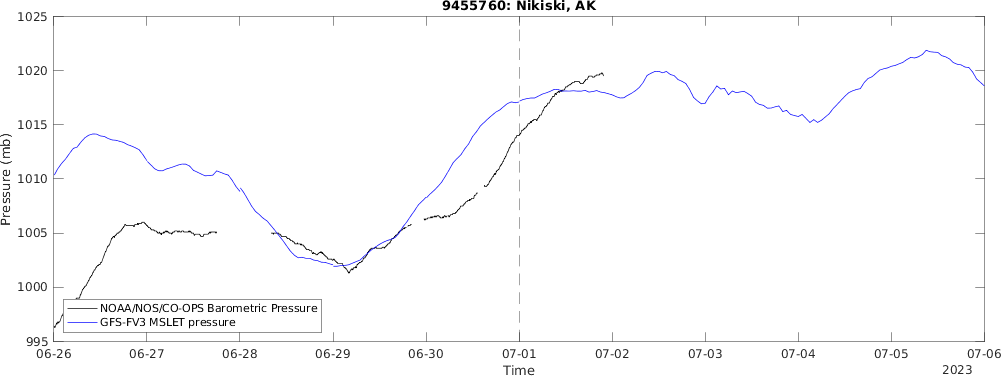 9455760: Nikiski, AK
1025
1020
1015
1010
1005
1000
995
Pressure (mb)
NOAA/NOS/CO-OPS Barometric Pressure
GFS-FV3 MSLET pressure
06-26 06-27 06-28 06-29 06-30 07-01 07-02 07-03 07-04 07-05 07-06
Time
2023